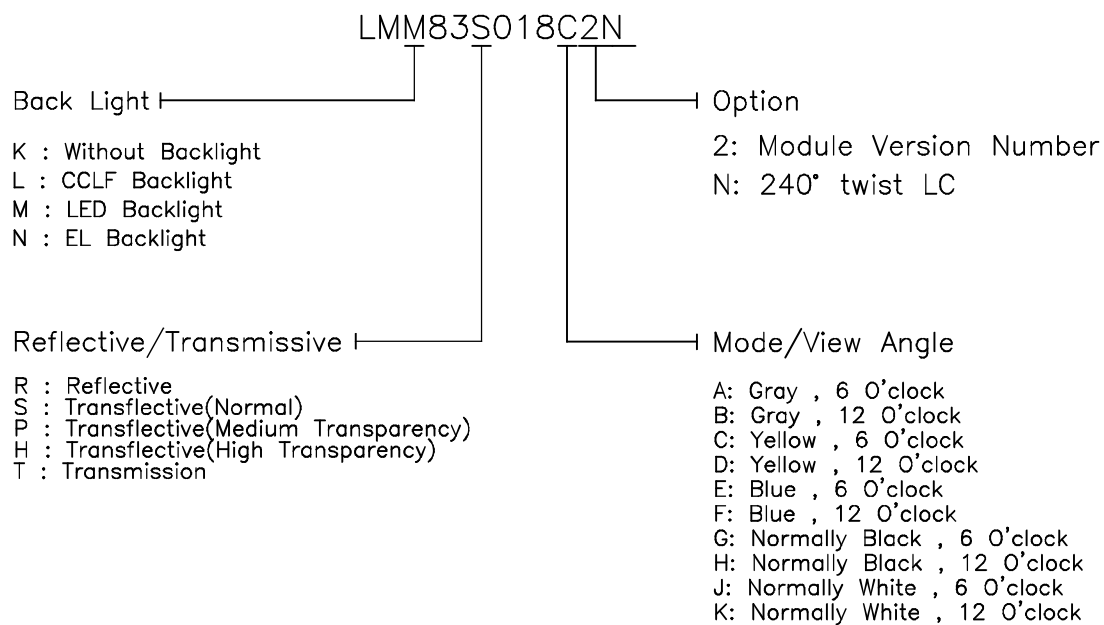 LMM83S018C2N
Back Light
K : Without Backlight
L : CCLF Backlight
M : LED Backlight
N : EL Backlight
Option
2: Module Version Number
N: 240° twist LC
Reflective/Transmissive
R : Reflective
S : Transflective(Normal)
P : Transflective(Medium Transparency)
H : Transflective(High Transparency)
T : Transmission
Mode/View Angle
A: Gray , 6 O'clock
B: Gray , 12 O'clock
C: Yellow , 6 O'clock
D: Yellow , 12 O'clock
E: Blue , 6 O'clock
F: Blue , 12 O'clock
G: Normally Black , 6 O'clock
H: Normally Black , 12 O'clock
J: Normally White , 6 O'clock
K: Normally White , 12 O'clock